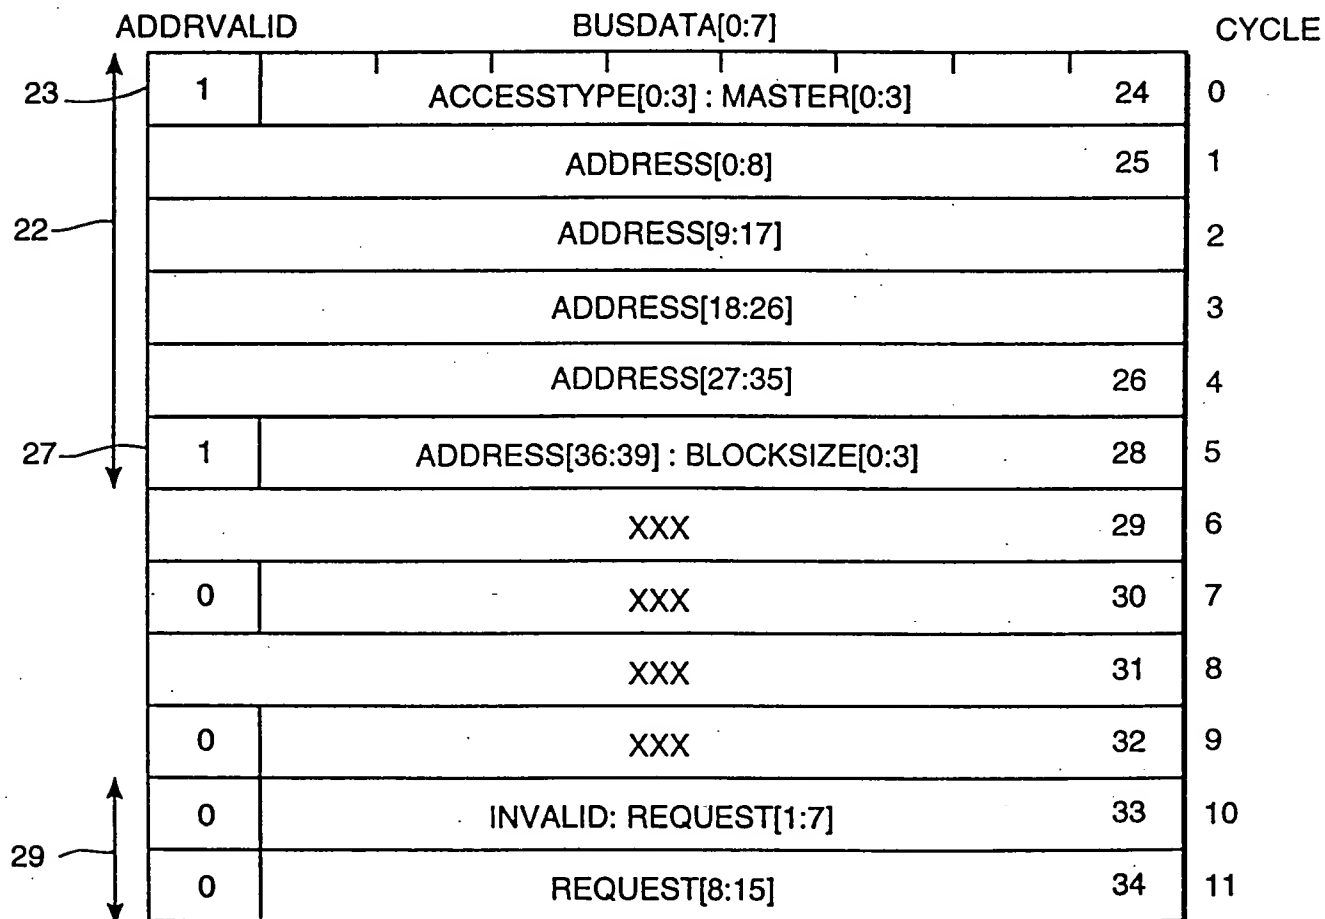 ADDRVALID BUSDATA[0:7] CYCLE
23 1 ACCESSTYPE[0:3] : MASTER[0:3] 24 0
ADDRESS[0:8] 25 1
22 ADDRESS[9:17] 2
ADDRESS[18:26] 3
ADDRESS[27:35] 26 4
27 1 ADDRESS[36:39] : BLOCKSIZE[0:3] 28 5
XXX 29 6
0 XXX 30 7
XXX 31 8
0 XXX 32 9
0 INVALID: REQUEST[1:7] 33 10
29 0 REQUEST[8:15] 34 11